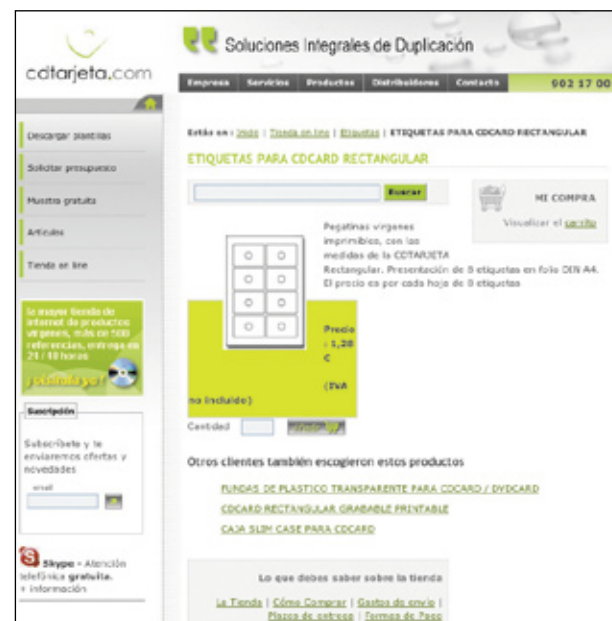 cdtarjeta.com
Soluciones Integrales de Duplicación
Empresa Servicios Productos Distribuidores Contacto 902 17 00
Descargar plantillas
Solicitar presupuesto
Muestra gratuita
Artículos
Tienda on line
la mayor tienda de
internet de productos
vírgenes, más de 500
referencias, entrega en
24 / 48 horas
¡ visítala ya !
Suscripción
Subscríbete y te
enviaremos ofertas y
novedades
email
Skype - Atención
telefónica gratuita.
+ información
Estás en : Inicio | Tienda on line | Etiquetas | ETIQUETAS PARA CDCARD RECTANGULAR
ETIQUETAS PARA CDCARD RECTANGULAR
Buscar
MI COMPRA
Visualizar el carrito
Pegatinas vírgenes
imprimibles, con las
medidas de la CDTARJETA
Rectangular. Presentación de 8 etiquetas en folio DIN A4.
El precio es por cada hoja de 8 etiquetas
Precio
: 1,20
€
(IVA
no incluido)
Cantidad
Otros clientes también escogieron estos productos
FUNDAS DE PLASTICO TRANSPARENTE PARA CDCARD / DVDCARD
CDCARD RECTANGULAR GRABABLE PRINTABLE
CAJA SLIM CASE PARA CDCARD
Lo que debes saber sobre la tienda
La Tienda | Cómo Comprar | Gastos de envío |
Plazos de entrega | Formas de Pago